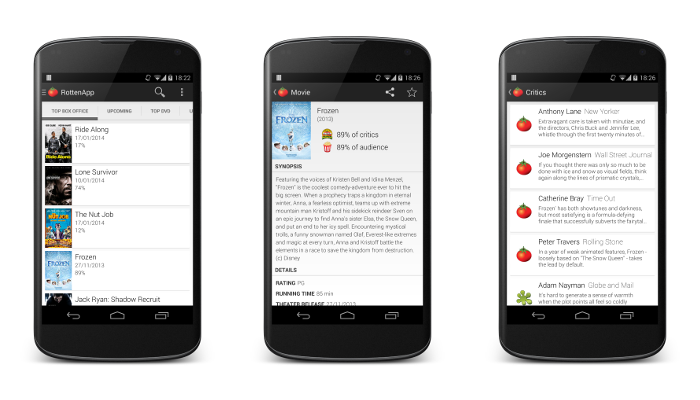 18:22
RottenApp
TOP BOX OFFICE UPCOMING TOP DVD
Ride Along
17/01/2014
17%
Lone Survivor
10/01/2014
74%
The Nut Job
17/01/2014
12%
Frozen
27/11/2013
89%
Jack Ryan: Shadow Recruit
18:26
Movie
FROZEN
Frozen
(2013)
89% of critics
89% of audience
SYNOPSIS
Featuring the voices of Kristen Bell and Idina Menzel,
"Frozen" is the coolest comedy-adventure ever to hit the
big screen. When a prophecy traps a kingdom in eternal
winter, Anna, a fearless optimist, teams up with extreme
mountain man Kristoff and his sidekick reindeer Sven on
an epic journey to find Anna's sister Elsa, the Snow Queen,
and put an end to her icy spell. Encountering mystical
trolls, a funny snowman named Olaf, Everest-like extremes
and magic at every turn, Anna and Kristoff battle the
elements in a race to save the kingdom from destruction.
(c) Disney
DETAILS
RATING PG
RUNNING TIME 85 min
THEATER RELEASE 27/11/2013
18:26
Critics
Anthony Lane New Yorker
Extravagant care is taken with minutiae, and
the directors, Chris Buck and Jennifer Lee,
whistle through the first twenty minutes of...
Joe Morgenstern Wall Street Journal
If you thought there was only so much to be
done with ice and snow as visual fields, think
again along the lines of prismatic crystals,...
Catherine Bray Time Out
Frozen' has both showtunes and darkness,
but most satisfying is a formula-defying
finale that successfully subverts the fairytal...
Peter Travers Rolling Stone
In a year of weak animated features, Frozen -
loosely based on "The Snow Queen" - takes
the lead by default.
Adam Nayman Globe and Mail
It's hard to generate a sense of warmth
when the plot points all feel so coldly